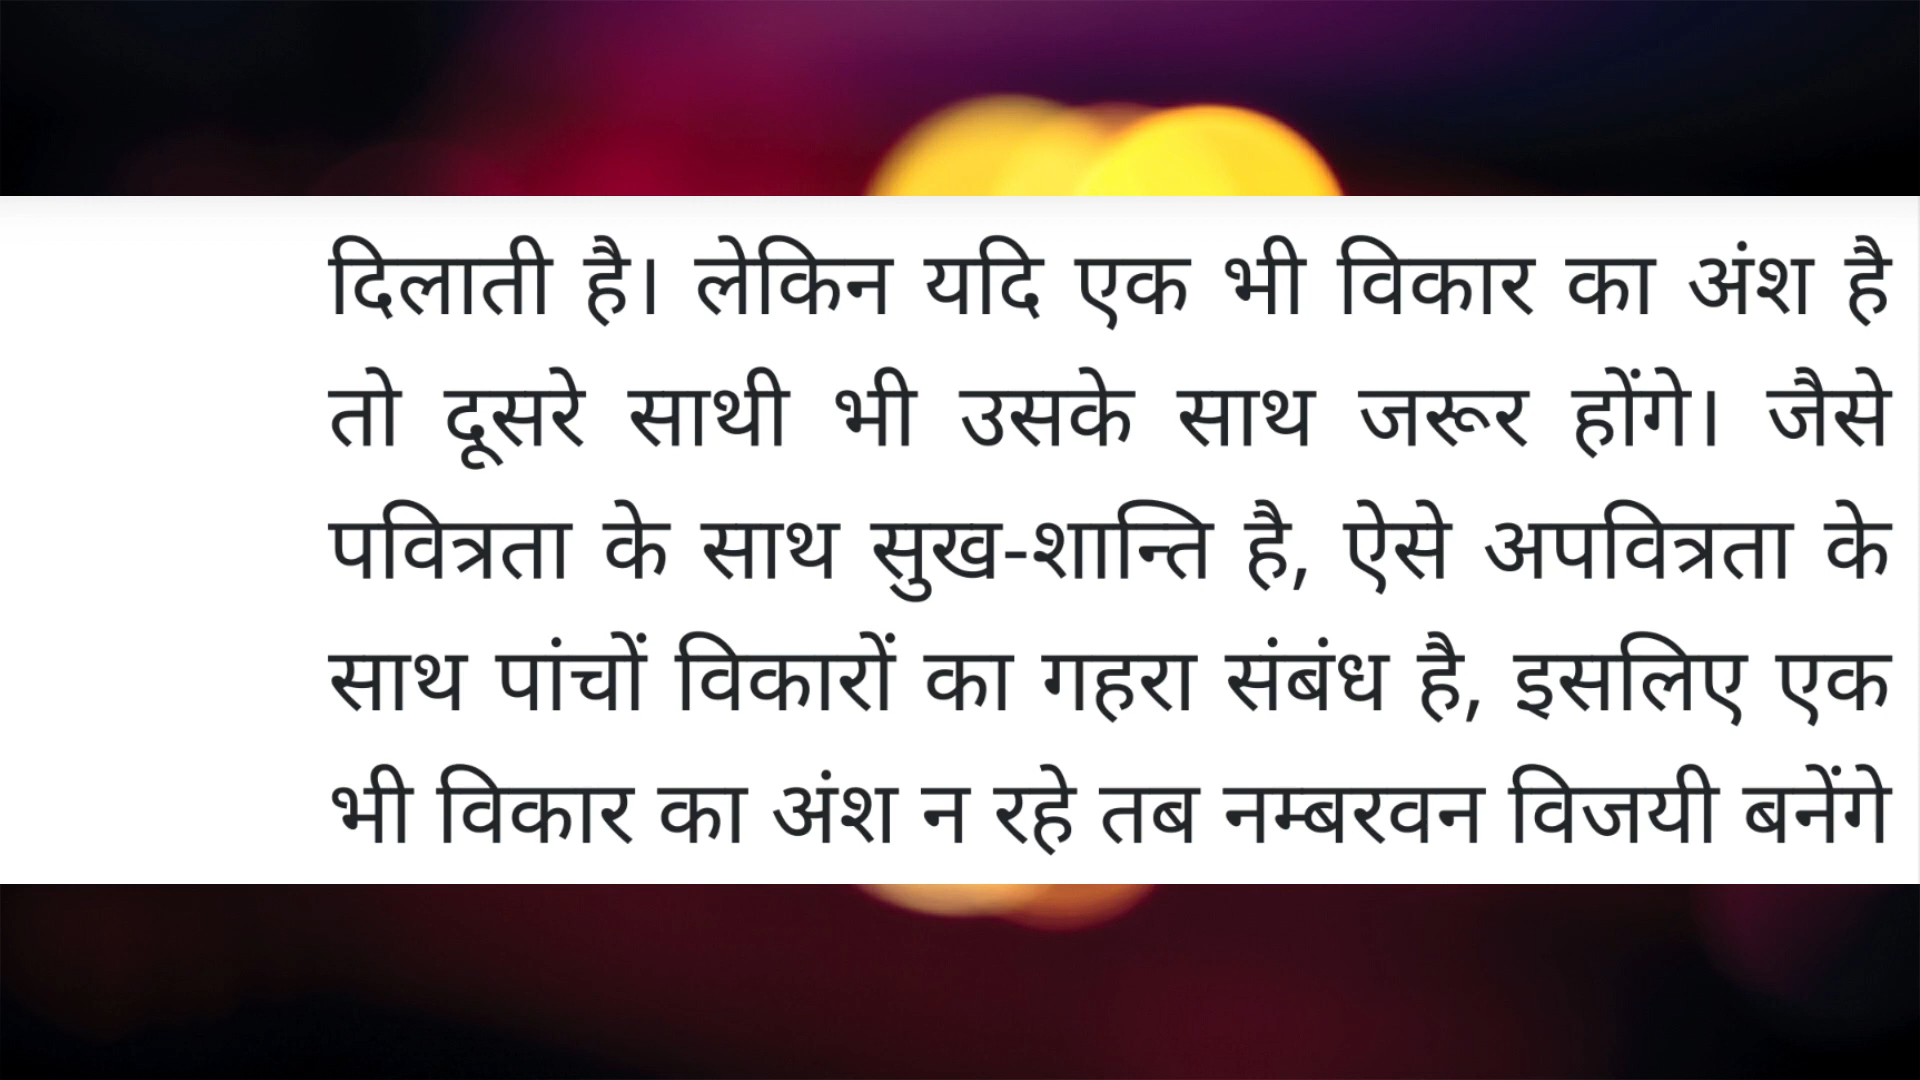 दिलाती है। लेकिन यदि एक भी विकार का अंश है
तो दूसरे साथी भी उसके साथ जरूर होंगे। जैसे
पवित्रता के साथ सुख-शान्ति है, ऐसे अपवित्रता के
साथ पांचों विकारों का गहरा संबंध है, इसलिए एक
भी विकार का अंश न रहे तब नम्बरवन विजयी बनेंगे